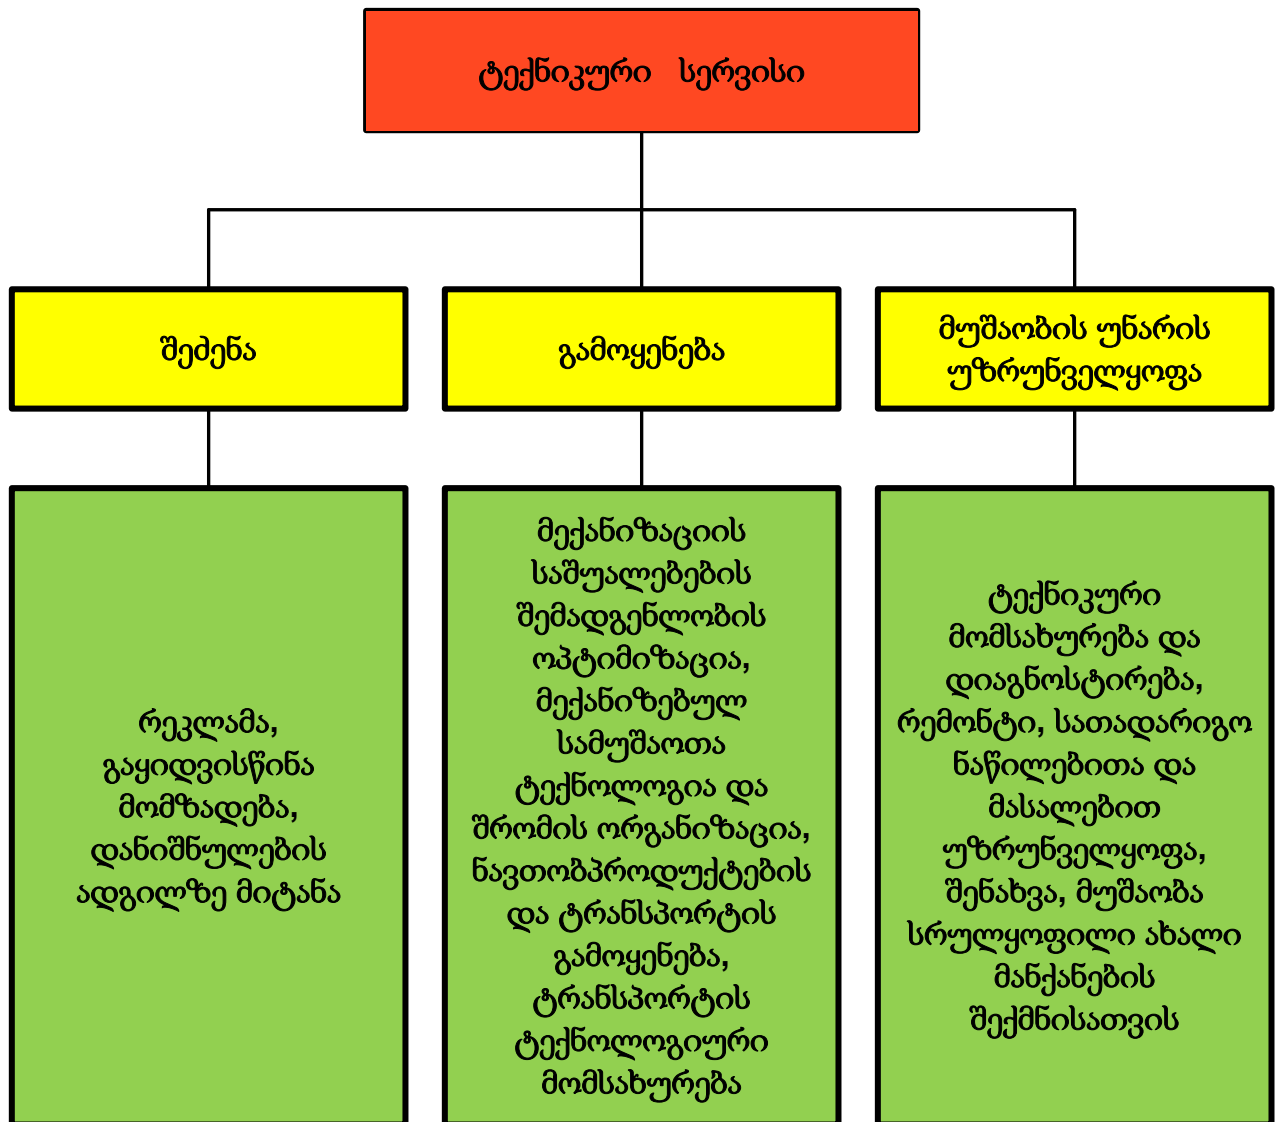 ტექნიკური სერვისი
შეძენა
გამოყენება
მუშაობის უნარის
უზრუნველყოფა
რეკლამა,
გაყიდვისწინა
მომზადება,
დანიშნულების
ადგილზე მიტანა
მექანიზაციის
საშუალებების
შემადგენლობის
ოპტიმიზაცია,
მექანიზებულ
სამუშაოთა
ტექნოლოგია და
შრომის ორგანიზაცია,
ნავთობპროდუქტების
და ტრანსპორტის
გამოყენება,
ტრანსპორტის
ტექნოლოგიური
მომსახურება
ტექნიკური
მომსახურება და
დიაგნოსტირება,
რემონტი, სათადარიგო
ნაწილებითა და
მასალებით
უზრუნველყოფა,
შენახვა, მუშაობა
სრულყოფილი ახალი
მანქანების
შექმნისათვის